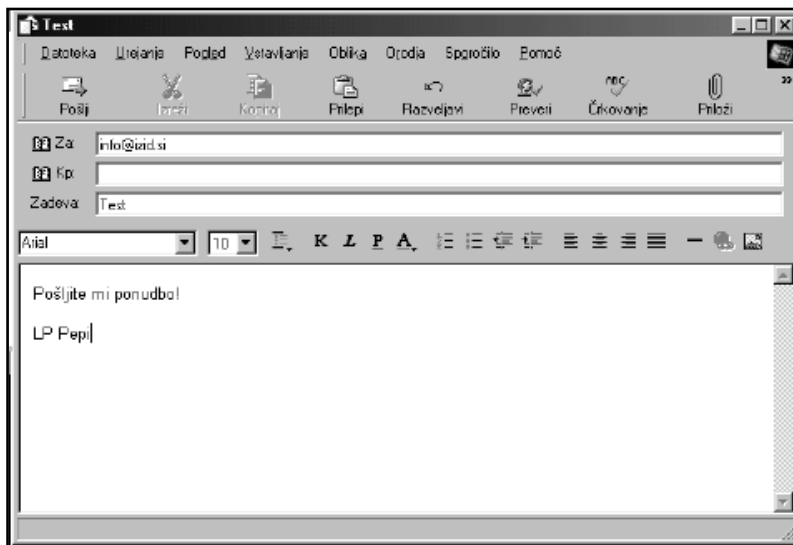 Test
Datoteka Urejanje Pogled Vstavljanje Oblika Orodja Sporočilo Pomoč
Pošlji Izreži Kopiraj Prilepi Razveljavi Preveri Črkovanje Priloži
Za: info@izid.si
Kp:
Zadeva: Test
Arial 10 K L P A
Pošljite mi ponudbo!
LP Pepi